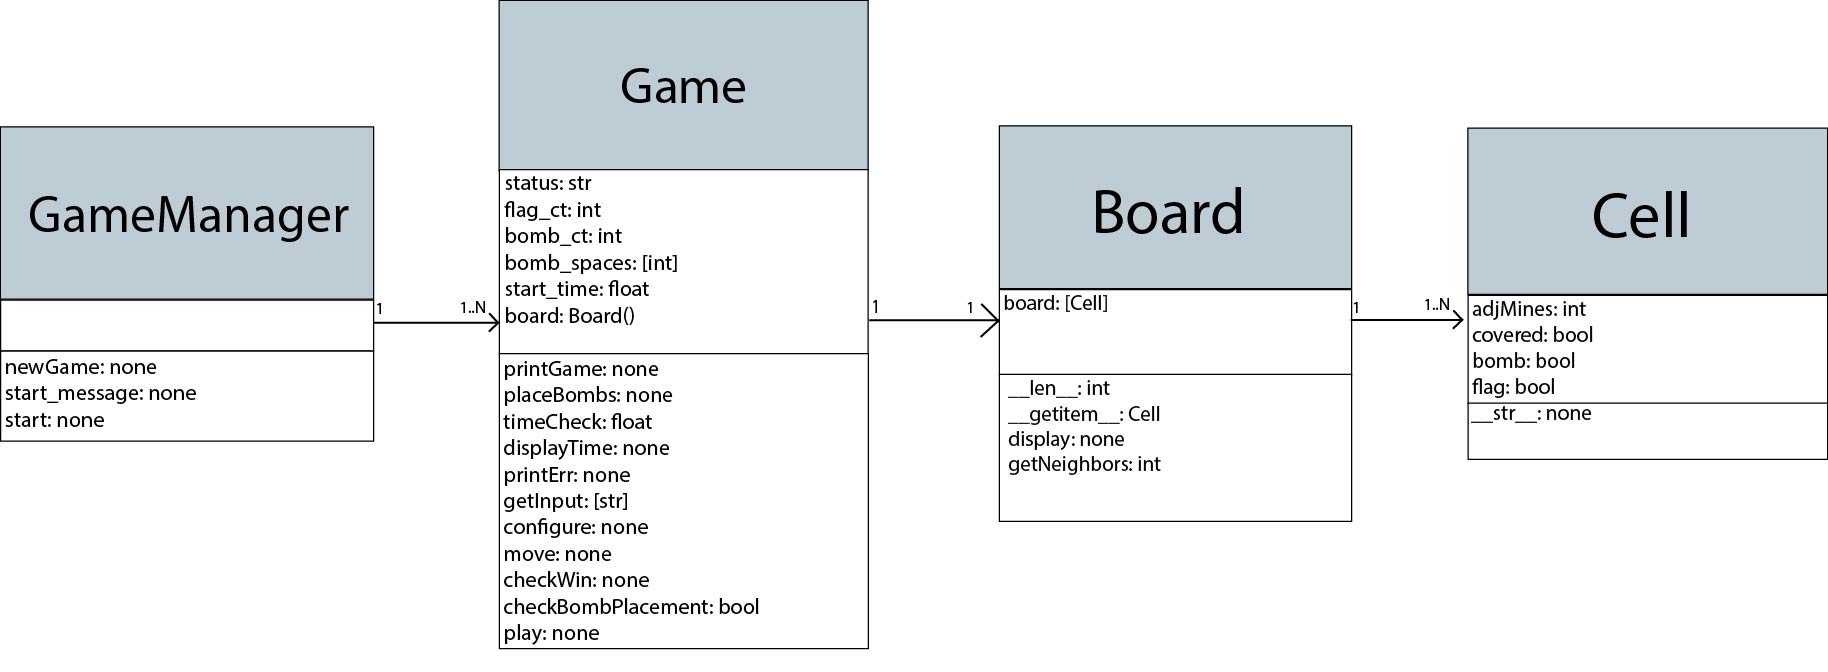 GameManager
newGame: none
start_message: none
start: none
1
1..N
Game
status: str
flag_ct: int
bomb_ct: int
bomb_spaces: [int]
start_time: float
board: Board()
printGame: none
placeBombs: none
timeCheck: float
displayTime: none
printErr: none
getInput: [str]
configure: none
move: none
checkWin: none
checkBombPlacement: bool
play: none
1
1
Board
board: [Cell]
__len__: int
__getitem__: Cell
display: none
getNeighbors: int
1
1..N
Cell
adjMines: int
covered: bool
bomb: bool
flag: bool
__str__: none